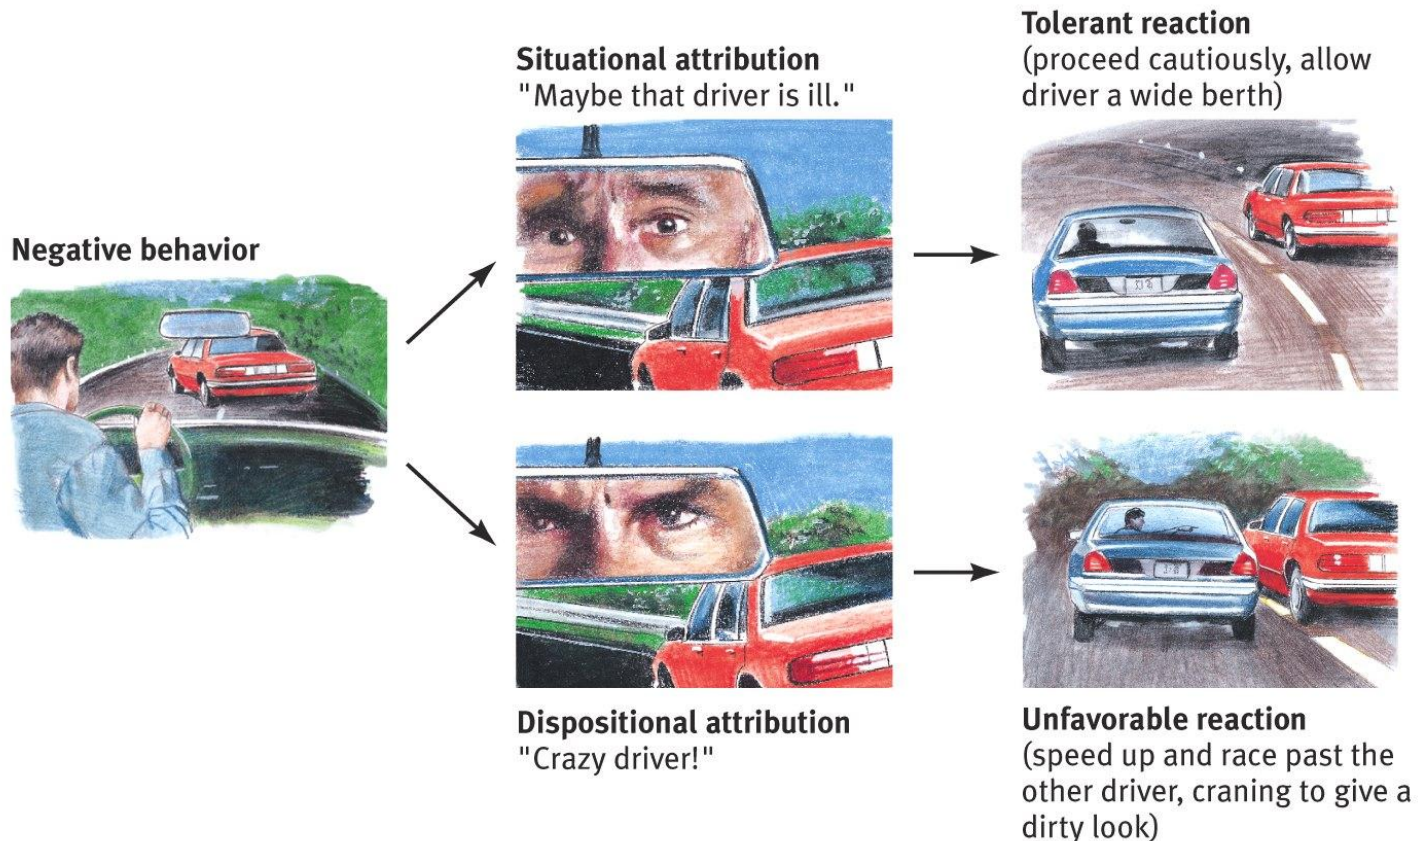 Negative behavior
Situational attribution
"Maybe that driver is ill."
Tolerant reaction
(proceed cautiously, allow
driver a wide berth)
Dispositional attribution
"Crazy driver!"
Unfavorable reaction
(speed up and race past the
other driver, craning to give a
dirty look)